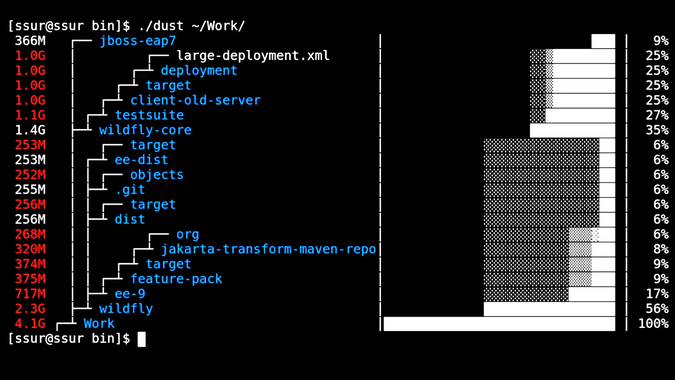 [ssur@ssur bin]$ ./dust ~/Work/
366M jboss-eap7 9%
1.0G large-deployment.xml 25%
1.0G deployment 25%
1.0G target 25%
1.0G client-old-server 25%
1.1G testsuite 27%
1.4G wildfly-core 35%
253M target 6%
253M ee-dist 6%
252M objects 6%
255M .git 6%
256M target 6%
256M dist 6%
268M org 6%
320M jakarta-transform-maven-repo 8%
374M target 9%
375M feature-pack 9%
717M ee-9 17%
2.3G wildfly 56%
4.1G Work 100%
[ssur@ssur bin]$